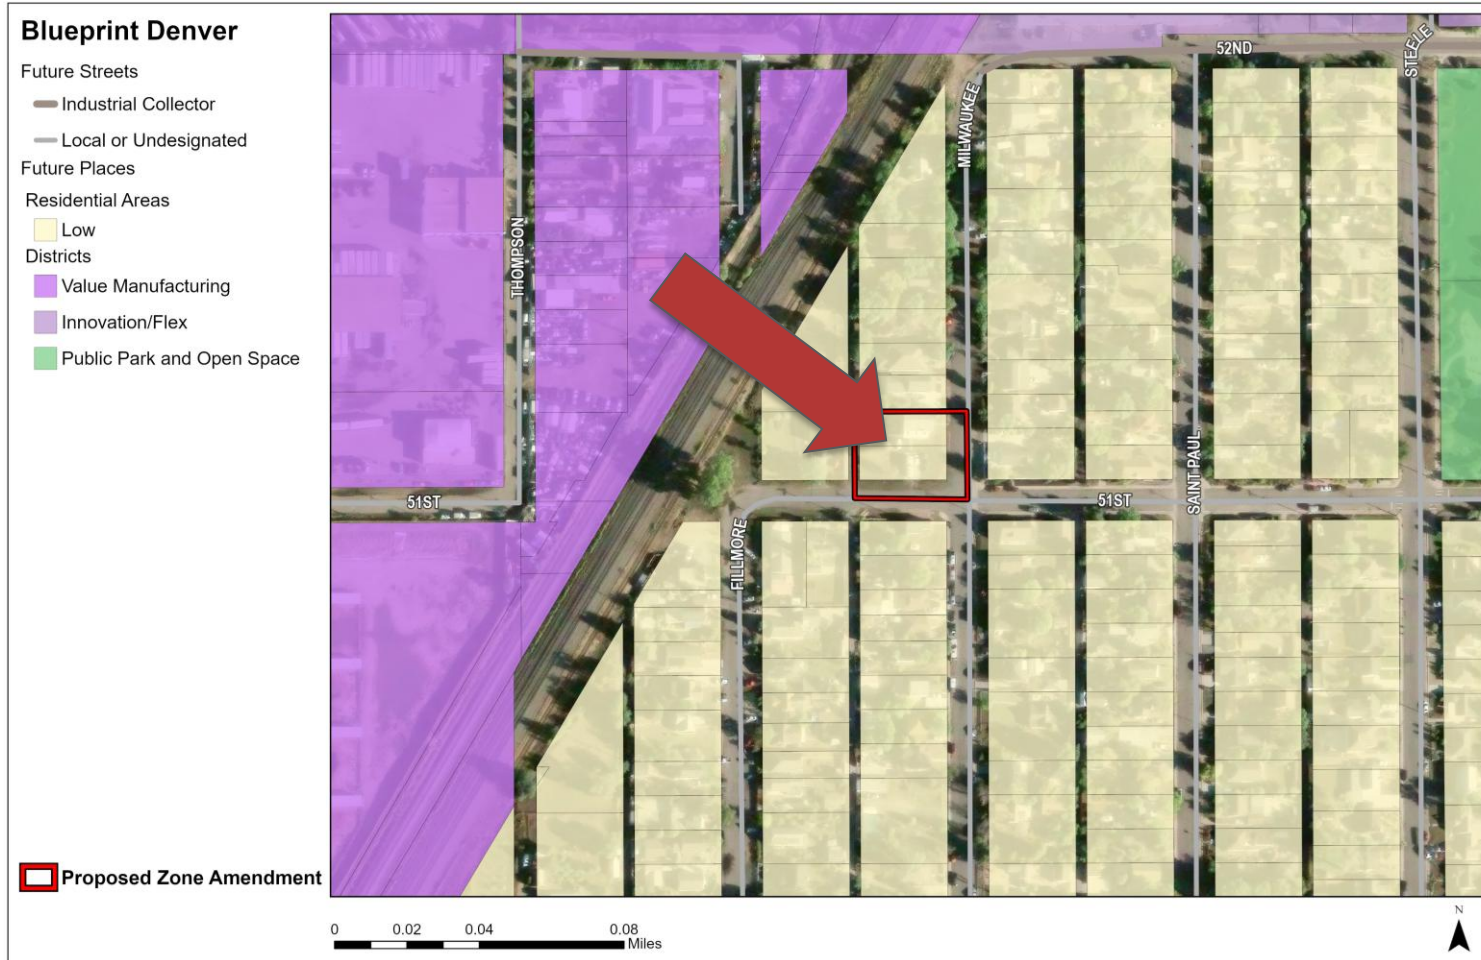 Blueprint Denver
Future Streets
Industrial Collector
Local or Undesignated
Future Places
Residential Areas
Low
Districts
Value Manufacturing
Innovation/Flex
Public Park and Open Space
Proposed Zone Amendment
52ND
STEELE
MILWAUKEE
THOMPSON
SAINT PAUL
51ST
51ST
FILLMORE
0 0.02 0.04 0.08
Miles
N